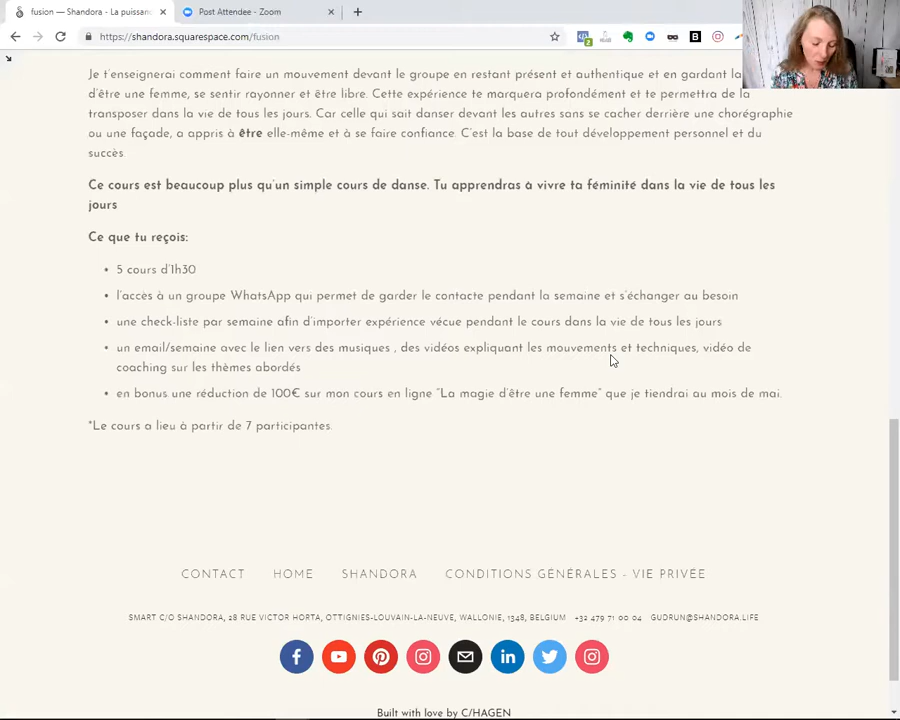 fusion — Shandora - La puissan
Post Attendee - Zoom
https://shandora.squarespace.com/fusion
Je t'enseignerai comment faire un mouvement devant le groupe en restant présent et authentique et en gardant la
d'être une femme, se sentir rayonner et être libre. Cette expérience te marquera profondément et te permettra de la
transposer dans la vie de tous les jours. Car celle qui sait danser devant les autres sans se cacher derrière une chorégraphie
ou une façade, a appris à être elle-même et à se faire confiance. C'est la base de tout développement personnel et du
succès.
Ce cours est beaucoup plus qu'un simple cours de danse. Tu apprendras à vivre ta féminité dans la vie de tous les
jours
Ce que tu reçois:
• 5 cours d'1h30
• l'accès à un groupe WhatsApp qui permet de garder le contacte pendant la semaine et s'échanger au besoin
• une check-liste par semaine afin d'importer expérience vécue pendant le cours dans la vie de tous les jours
• un email/semaine avec le lien vers des musiques , des vidéos expliquant les mouvements et techniques, vidéo de
coaching sur les thèmes abordés
• en bonus une réduction de 100€ sur mon cours en ligne "La magie d'être une femme" que je tiendrai au mois de mai.
*Le cours a lieu à partir de 7 participantes.
CONTACT HOME SHANDORA CONDITIONS GÉNÉRALES - VIE PRIVÉE
SMART C/O SHANDORA, 28 RUE VICTOR HORTA, OTTIGNIES-LOUVAIN-LA-NEUVE, WALLONIE, 1348, BELGIUM +32 479 71 00 04 GUDRUN@SHANDORA.LIFE
Built with love by C/HAGEN